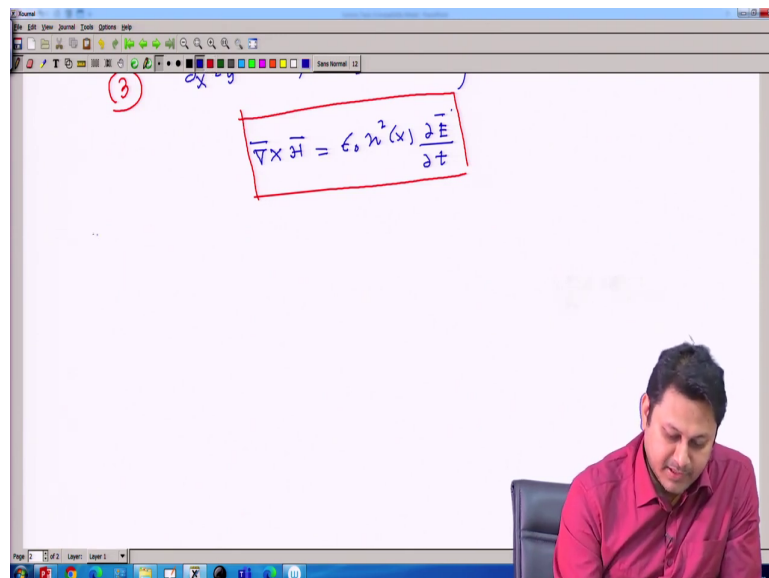 Xournal
File Edit View Journal Tools Options Help
Sans Normal 12
③
∇̄ × H̄ = ε₀ n²(x) ∂Ē/∂t
Page 2 of 2 Layer: Layer 1